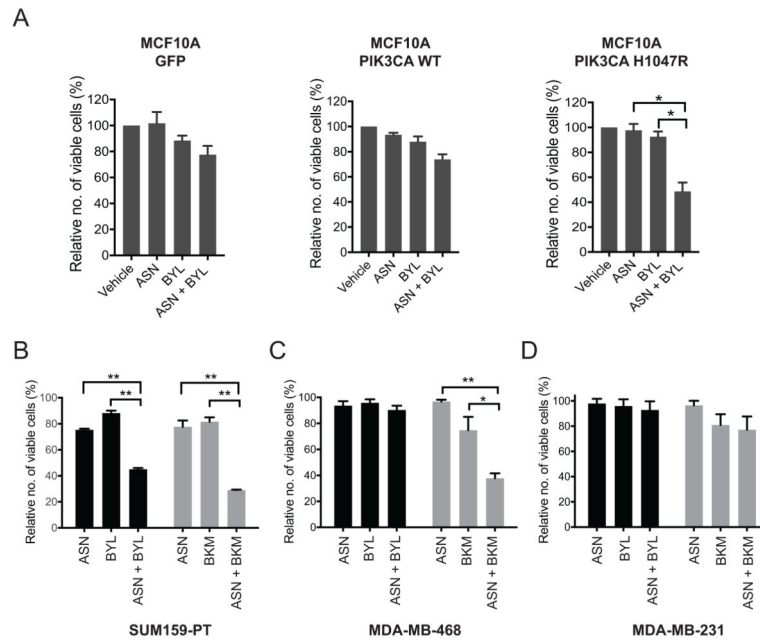 A
MCF10A
GFP
Relative no. of viable cells (%)
120
100
80
60
40
20
0
Vehicle
ASN
BYL
ASN + BYL
MCF10A
PIK3CA WT
Relative no. of viable cells (%)
120
100
80
60
40
20
0
Vehicle
ASN
BYL
ASN + BYL
MCF10A
PIK3CA H1047R
Relative no. of viable cells (%)
120
100
80
60
40
20
0
*
*
Vehicle
ASN
BYL
ASN + BYL
B
Relative no. of viable cells (%)
100
80
60
40
20
0
**
**
**
**
ASN
BYL
ASN + BYL
ASN
BKM
ASN + BKM
SUM159-PT
C
Relative no. of viable cells (%)
100
80
60
40
20
0
**
*
ASN
BYL
ASN + BYL
ASN
BKM
ASN + BKM
MDA-MB-468
D
Relative no. of viable cells (%)
100
80
60
40
20
0
ASN
BYL
ASN + BYL
ASN
BKM
ASN + BKM
MDA-MB-231